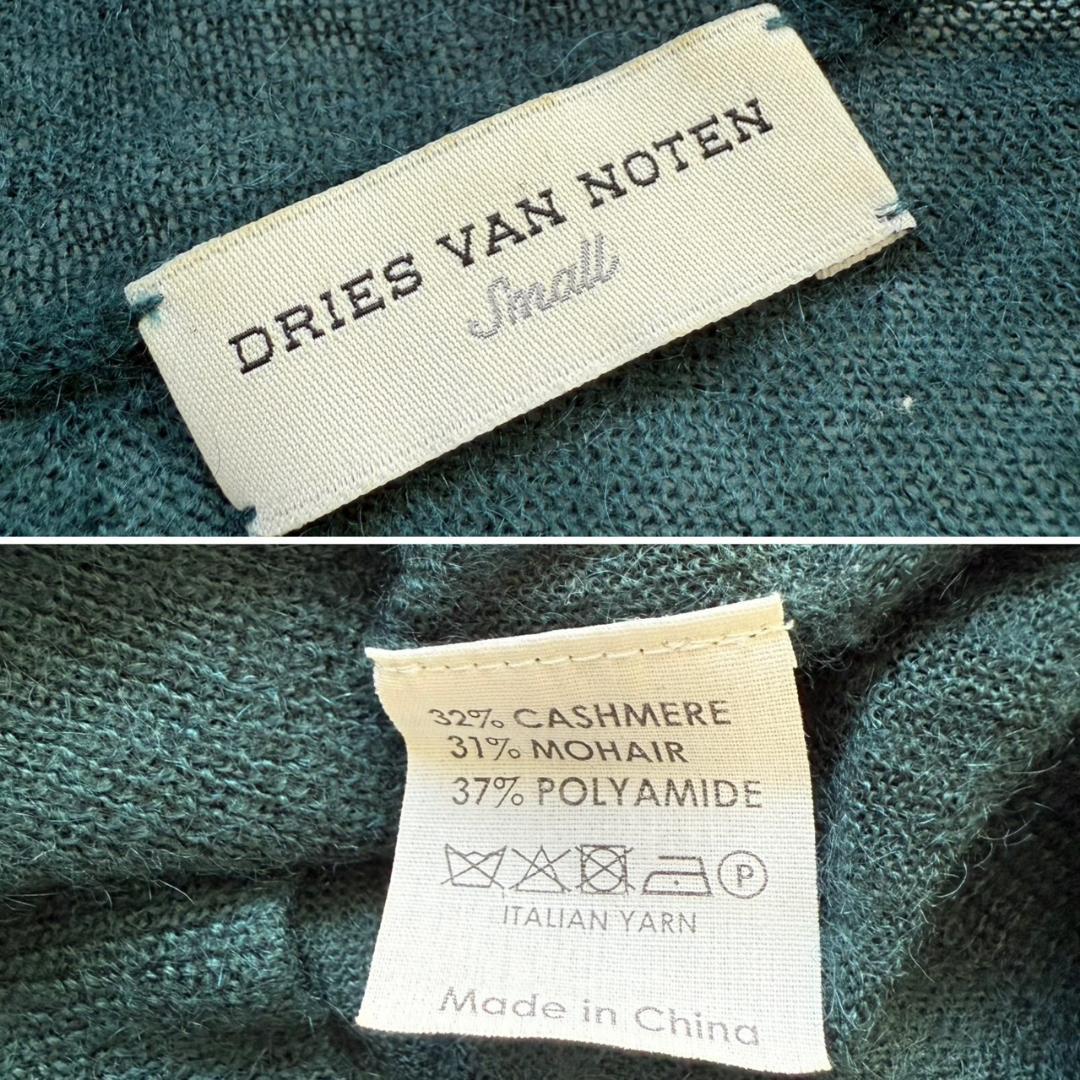 DRIES VAN NOTEN
Small
32% CASHMERE
31% MOHAIR
37% POLYAMIDE
P
ITALIAN YARN
Made in China